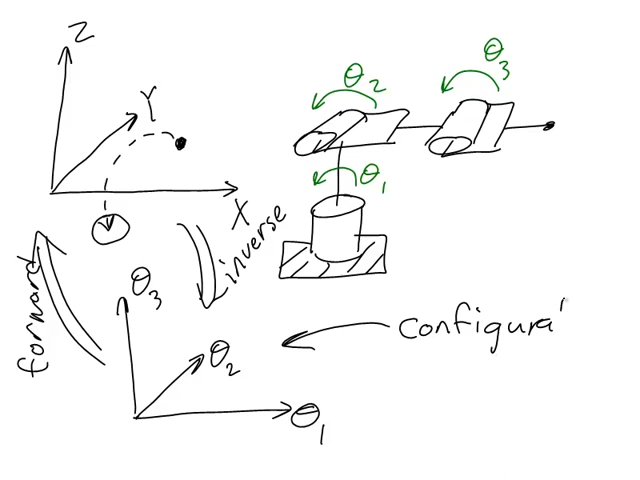 Z
Y
X
θ2
θ3
θ1
inverse
forward
θ3
θ2
θ1
configura